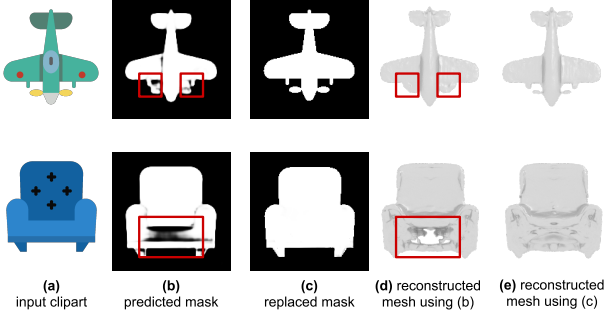 (a)
input clipart
(b)
predicted mask
(c)
replaced mask
(d) reconstructed
mesh using (b)
(e) reconstructed
mesh using (c)